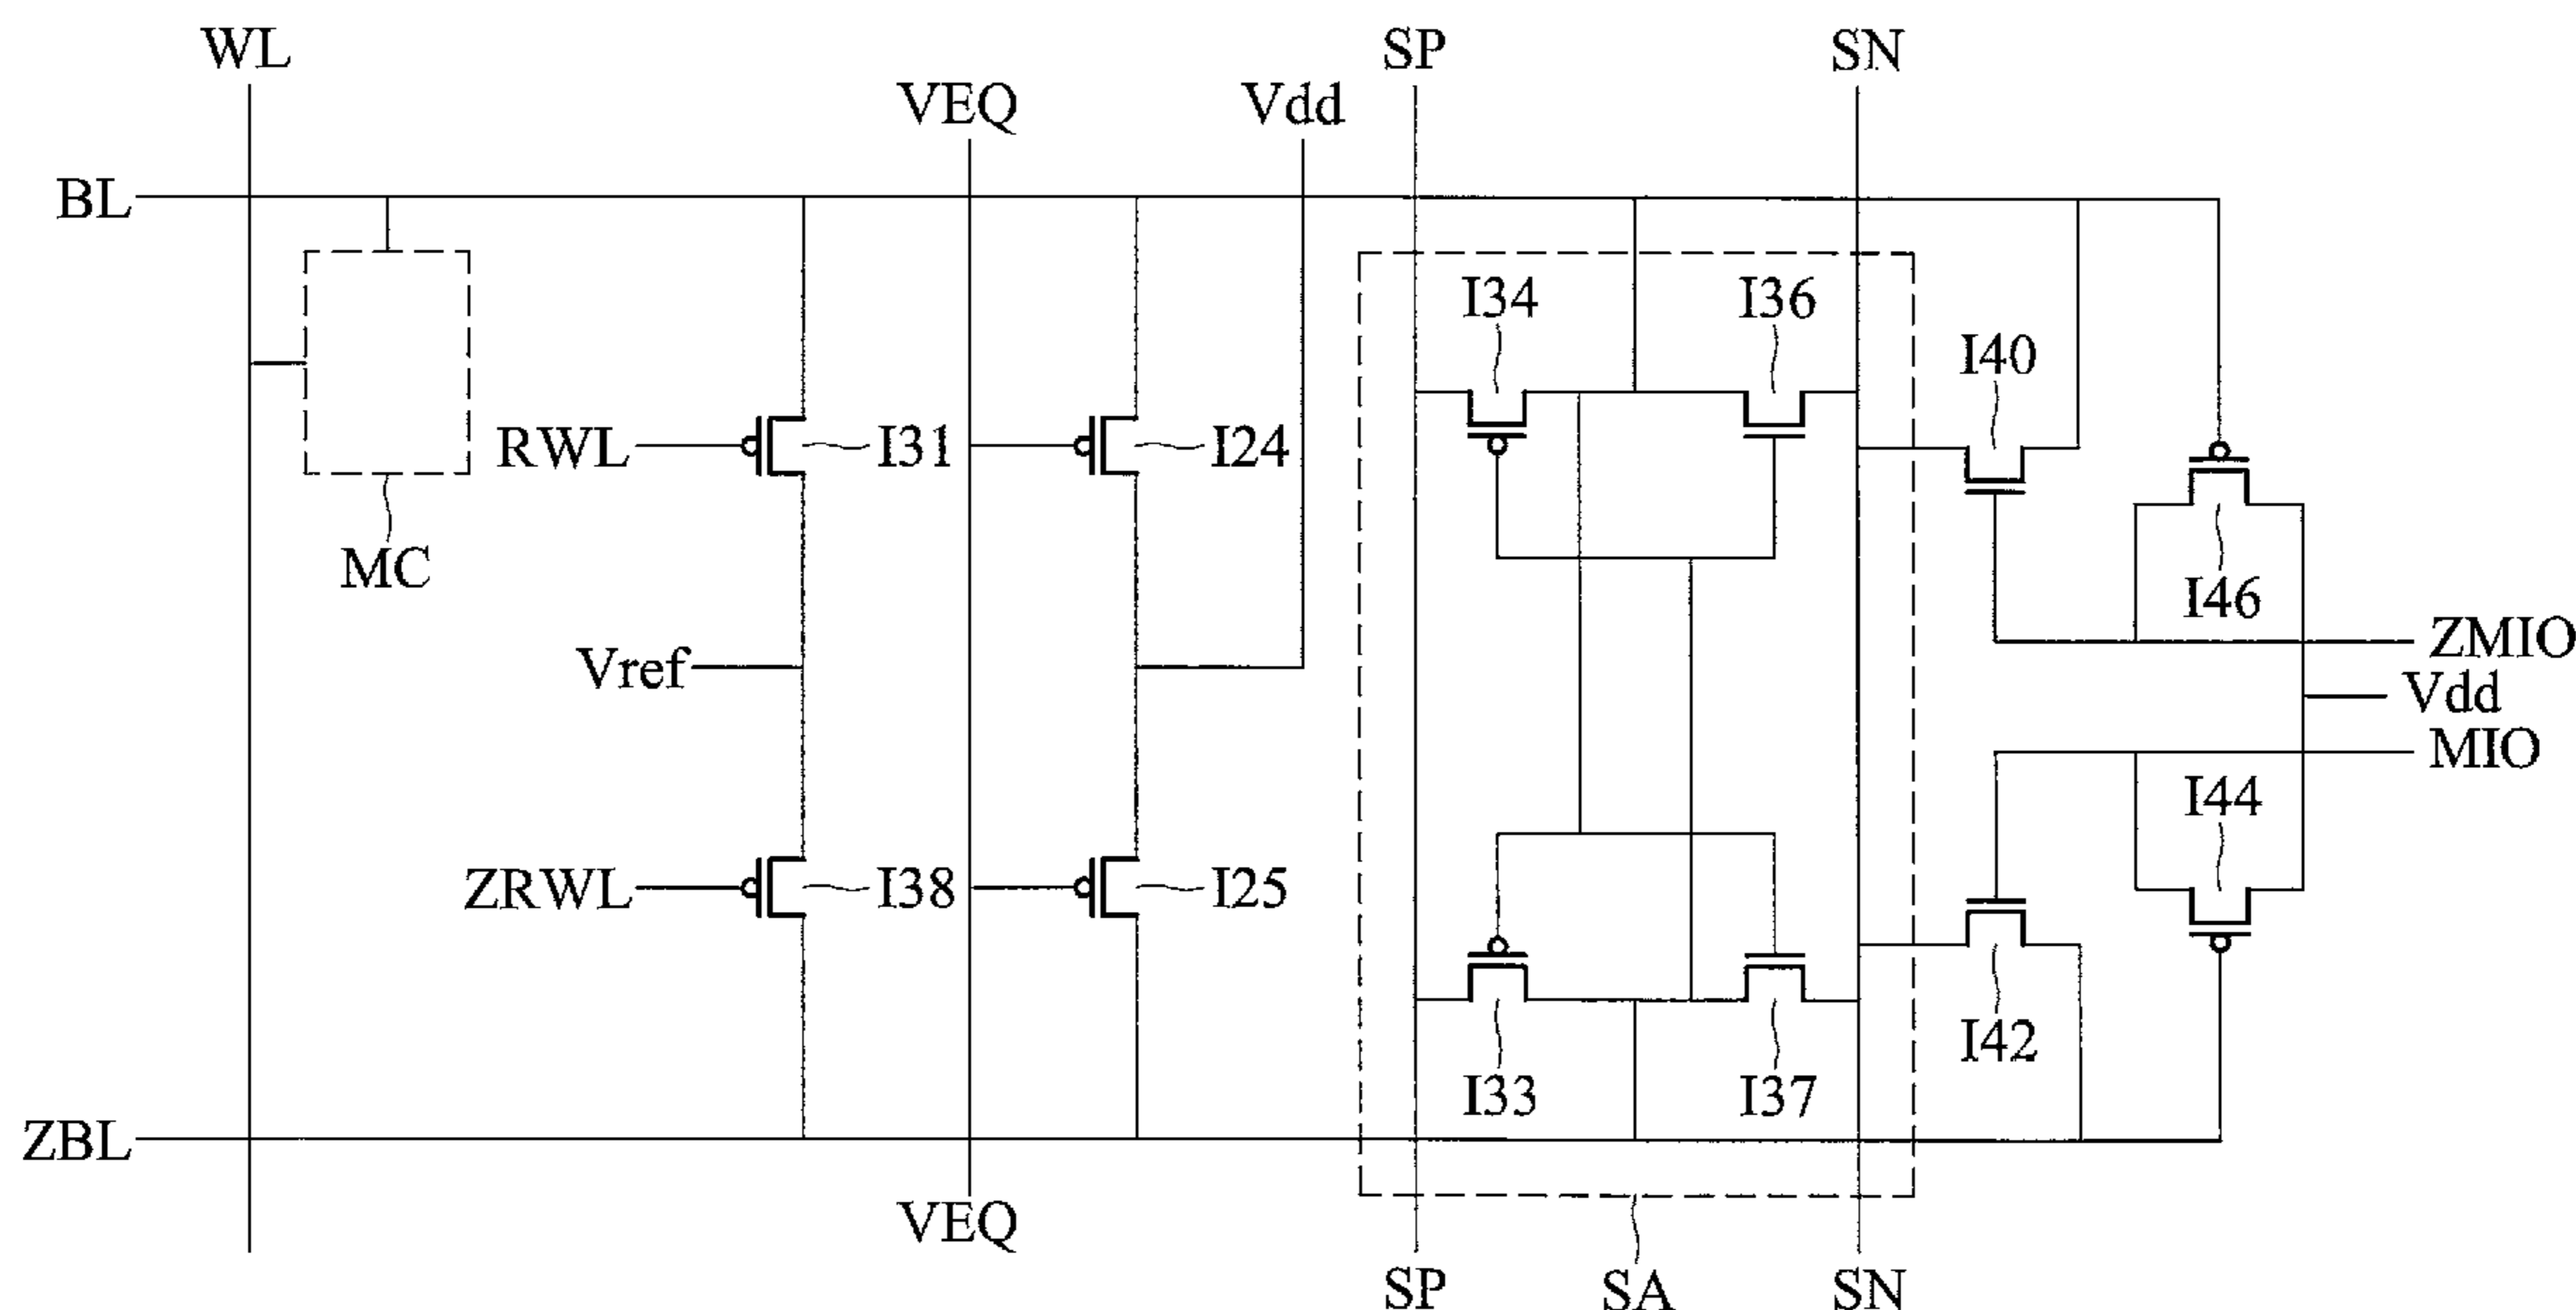 WL
SP
SN
VEQ
Vdd
BL
I34
I36
I40
RWL
I31
I24
MC
I46
ZMIO
Vref
Vdd
MIO
I44
ZRWL
I38
I25
I42
I33
I37
ZBL
VEQ
SP
SA
SN